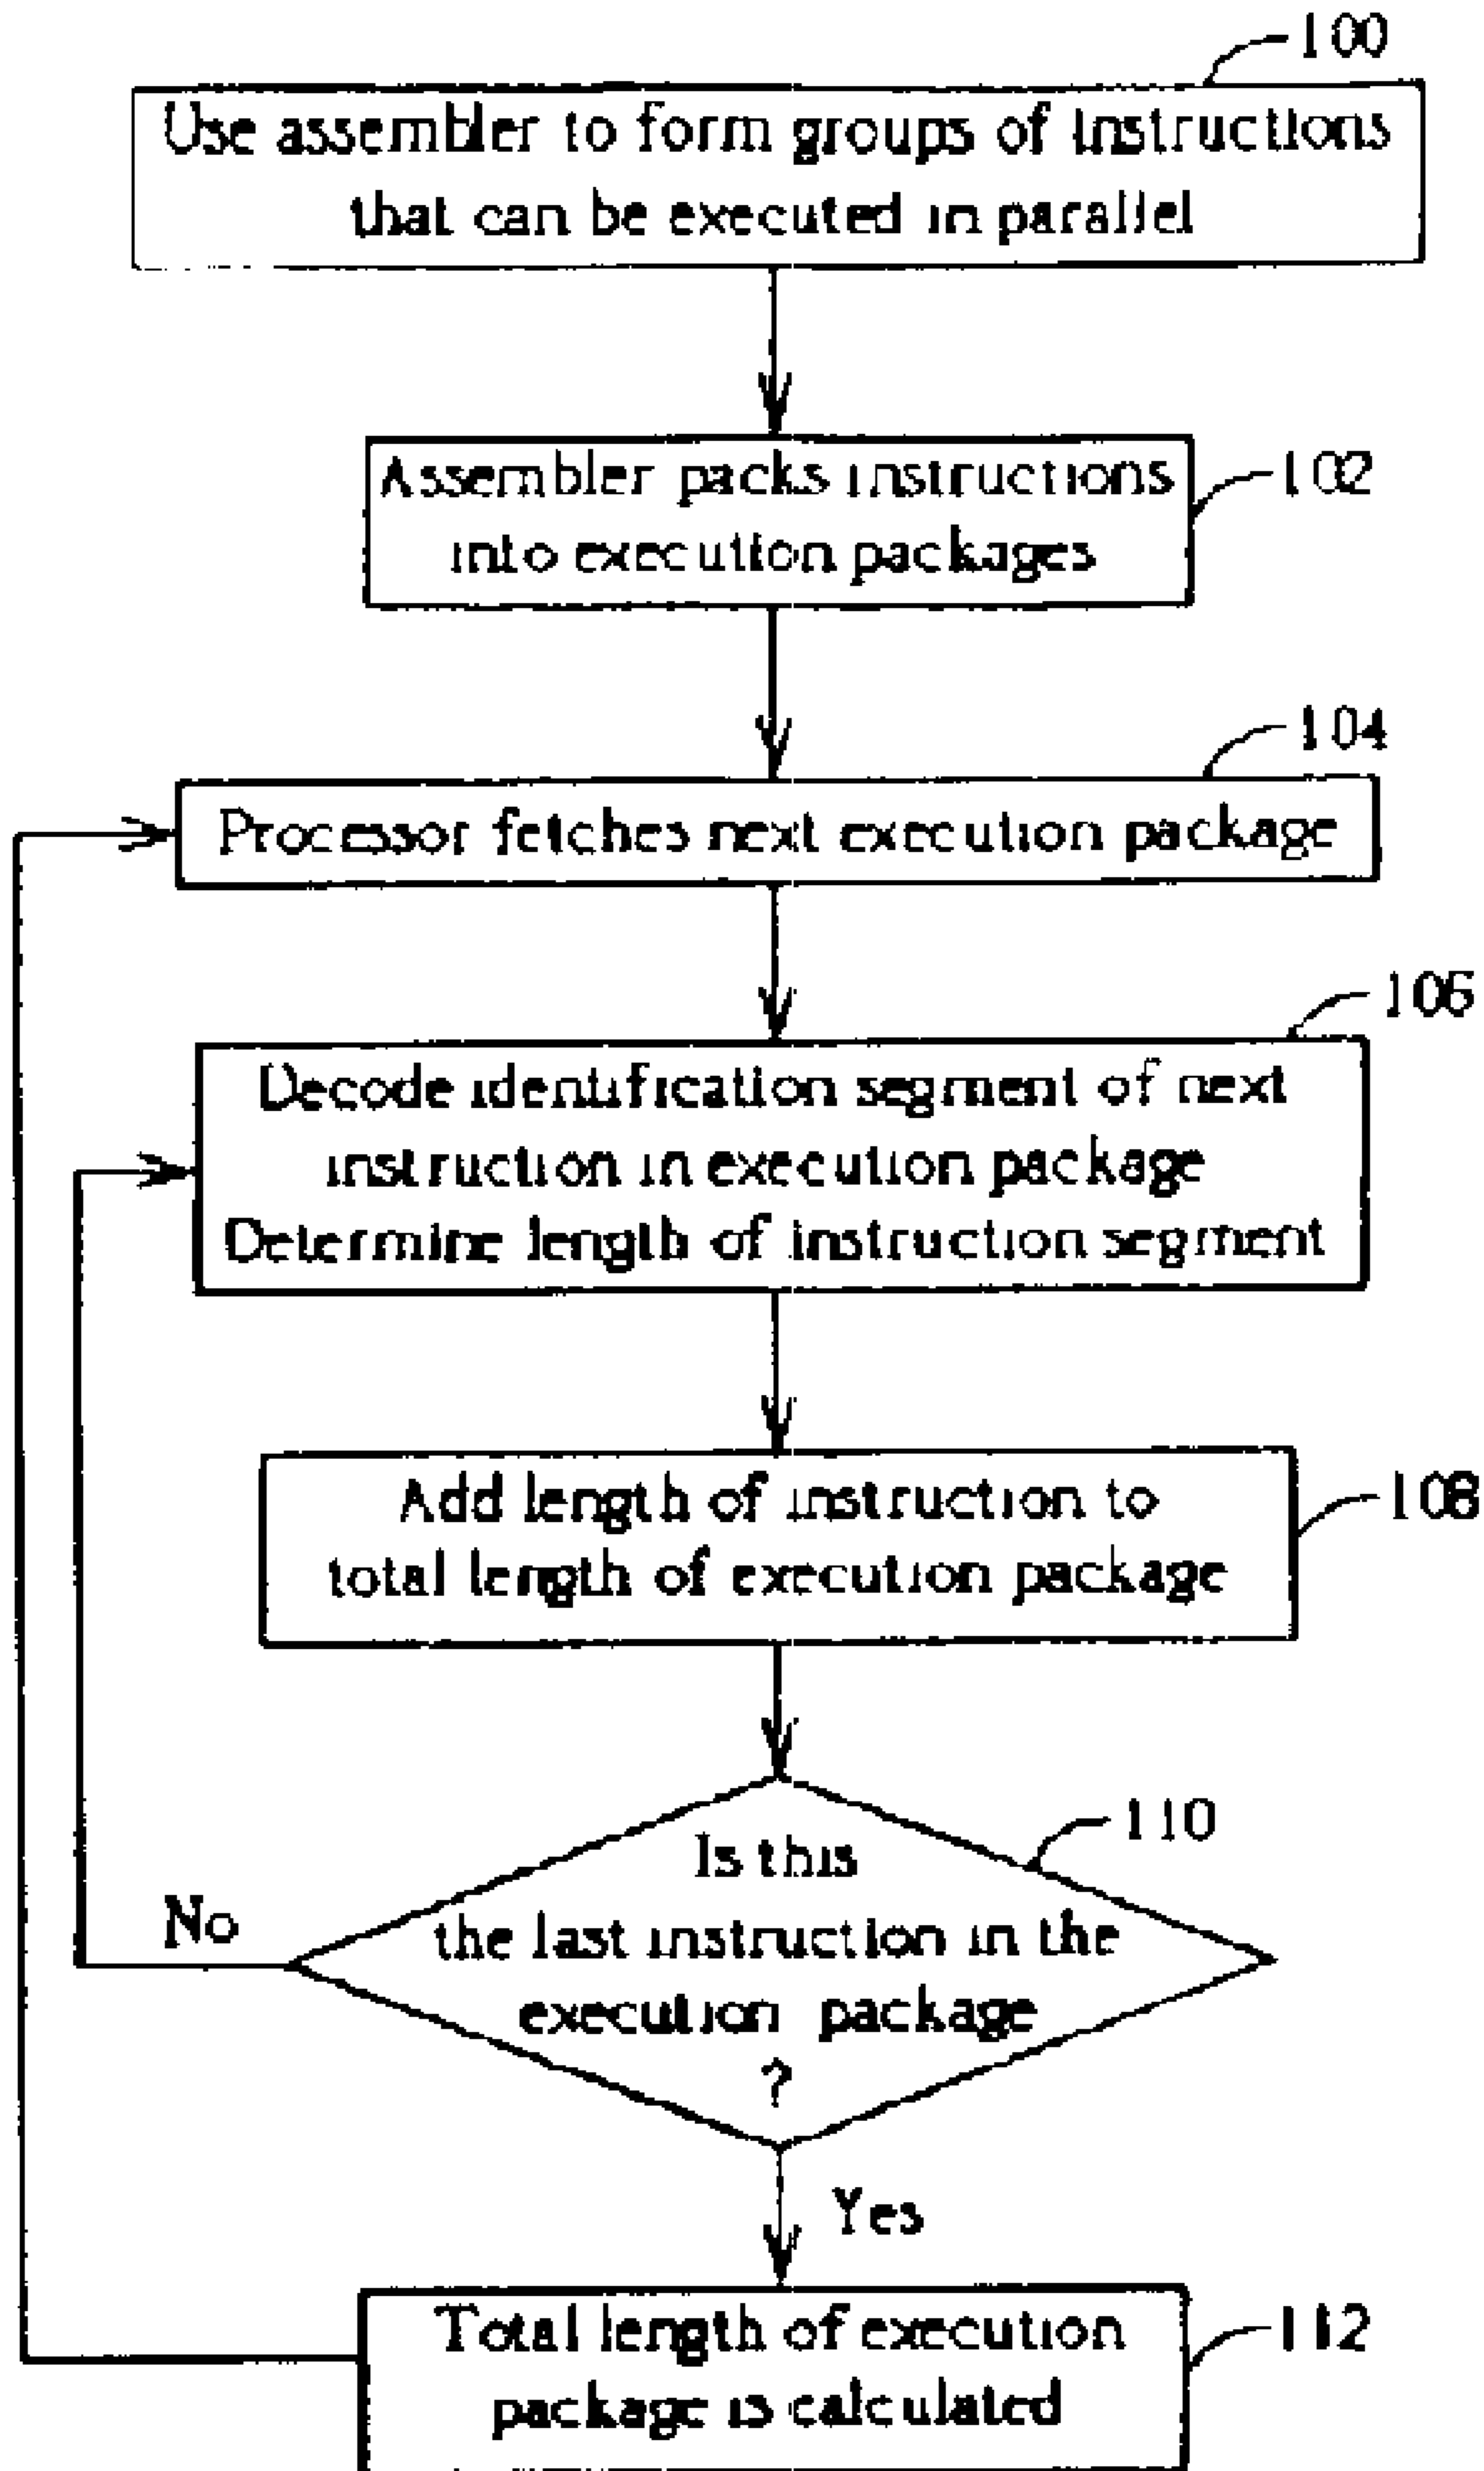 100
Use assembler to form groups of instructions
that can be executed in parallel
Assembler packs instructions
into execution packages
102
104
Processor fetches next execution package
106
Decode identification segment of next
instruction in execution package
Determine length of instruction segment
Add length of instruction to
total length of execution package
108
110
Is this
the last instruction in the
execution package
?
No
Yes
Total length of execution
package is calculated
112